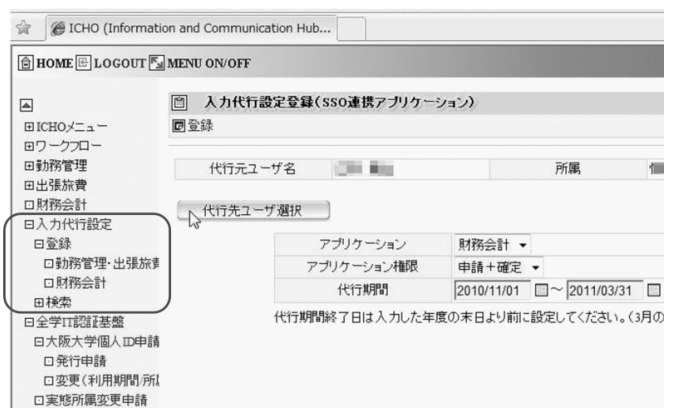 ICHO (Information and Communication Hub...
HOME LOGOUT MENU ON/OFF
入力代行設定登録(SSO連携アプリケーション)
登録
ICHOメニュー
ワークフロー
勤務管理
出張旅費
財務会計
入力代行設定
登録
勤務管理・出張旅費
財務会計
検索
全学IT認証基盤
大阪大学個人ID申請
発行申請
変更(利用期間/所
実態所属変更申請
代行元ユーザ名
所属
代行先ユーザ選択
アプリケーション 財務会計
アプリケーション権限 申請+確定
代行期間 2010/11/01 ~ 2011/03/31
代行期間終了日は入力した年度の末日より前に設定してください。(3月の